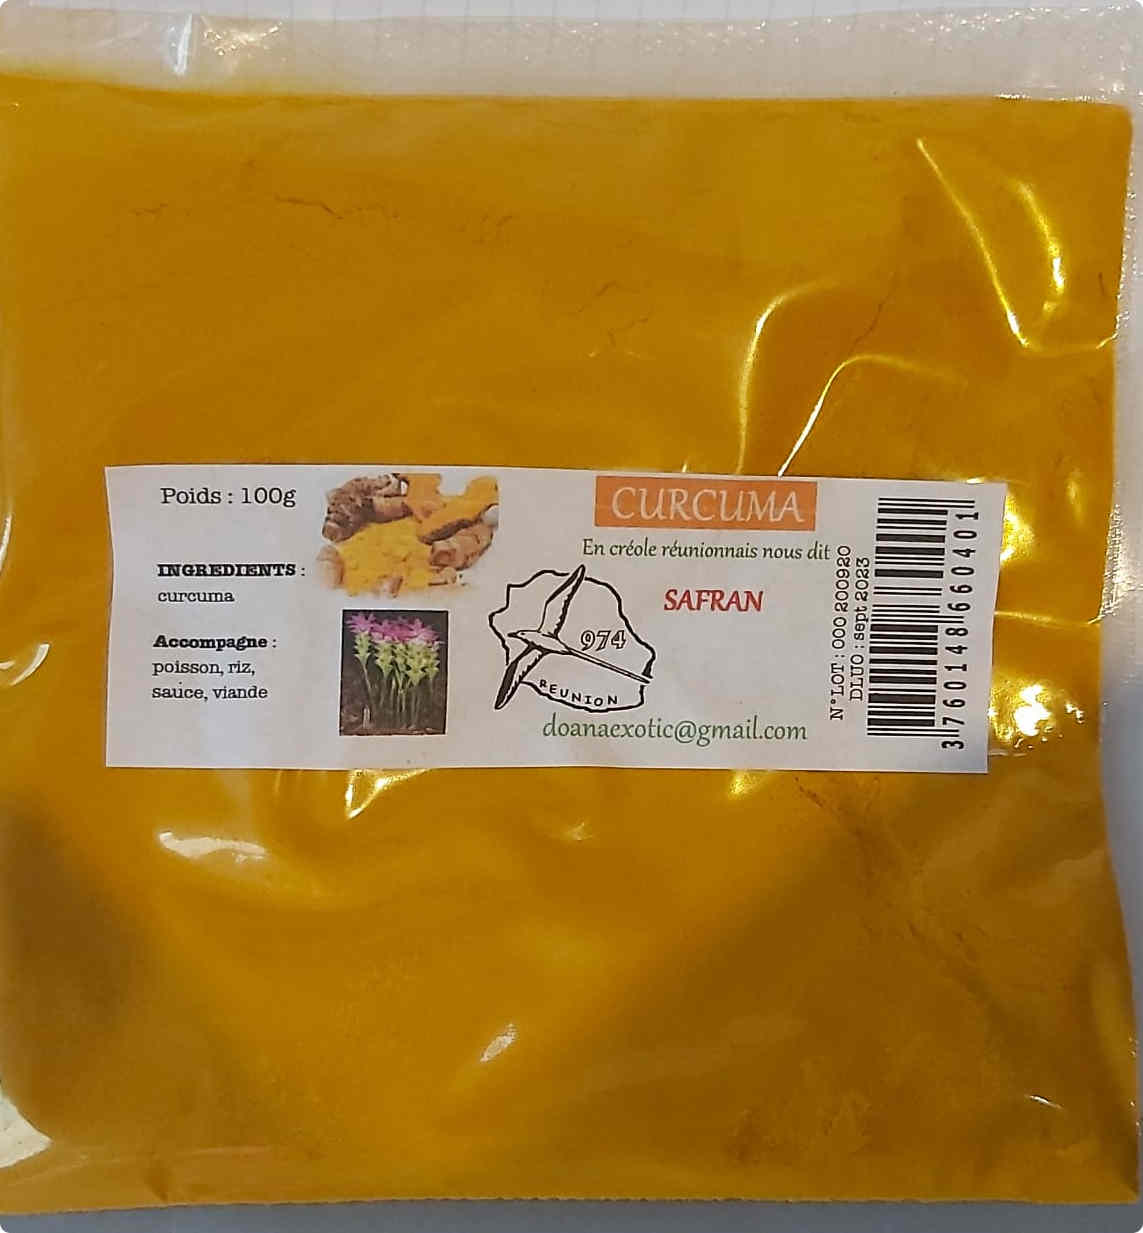 Poids : 100g
INGREDIENTS :
curcuma
Accompagne :
poisson, riz,
sauce, viande
CURCUMA
En créole réunionnais nous dit
SAFRAN
974
REUNION
doanaexotic@gmail.com
N°LOT : 000 200920
DLUO : sept 2023
3760148660401